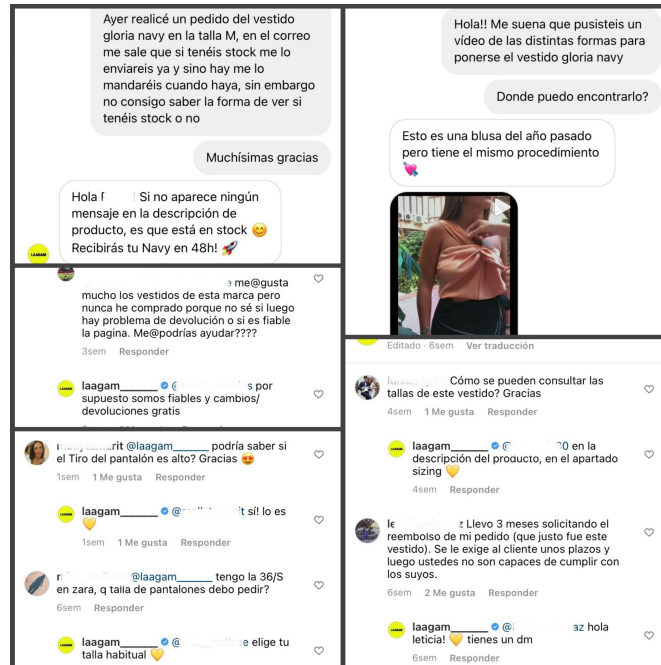 Ayer realicé un pedido del vestido
gloria navy en la talla M, en el correo
me sale que si tenéis stock me lo
enviareis ya y sino hay me lo
mandaréis cuando haya, sin embargo
no consigo saber la forma de ver si
tenéis stock o no
Muchísimas gracias
Hola ! Si no aparece ningún
mensaje en la descripción de
producto, es que está en stock 😊
Recibirás tu Navy en 48h! 🚀
LAAGAM
me@gusta
mucho los vestidos de esta marca pero
nunca he comprado porque no sé si luego
hay problema de devolución o si es fiable
la pagina. Me@podrías ayudar????
3sem Responder
LAAGAM
laagam_______ @ por
supuesto somos fiables y cambios/
devoluciones gratis
@laagam_______ podría saber si
el Tiro del pantalón es alto? Gracias 😍
1sem 1 Me gusta Responder
LAAGAM
laagam_______ @ sí! lo es
💛
1sem 1 Me gusta Responder
@laagam_______ tengo la 36/S
en zara, q talla de pantalones debo pedir?
6sem Responder
LAAGAM
laagam_______ @ elige tu
talla habitual 💛
Hola!! Me suena que pusisteis un
vídeo de las distintas formas para
ponerse el vestido gloria navy
Donde puedo encontrarlo?
Esto es una blusa del año pasado
pero tiene el mismo procedimiento
💘
Editado · 6sem Ver traducción
Cómo se pueden consultar las
tallas de este vestido? Gracias
4sem 1 Me gusta Responder
LAAGAM
laagam_______ @ en la
descripción del producto, en el apartado
sizing 💛
4sem Responder
Llevo 3 meses solicitando el
reembolso de mi pedido (que justo fue este
vestido). Se le exige al cliente unos plazos y
luego ustedes no son capaces de cumplir con
los suyos.
6sem 2 Me gusta Responder
LAAGAM
laagam_______ @ hola
leticia! 💛 tienes un dm
6sem Responder